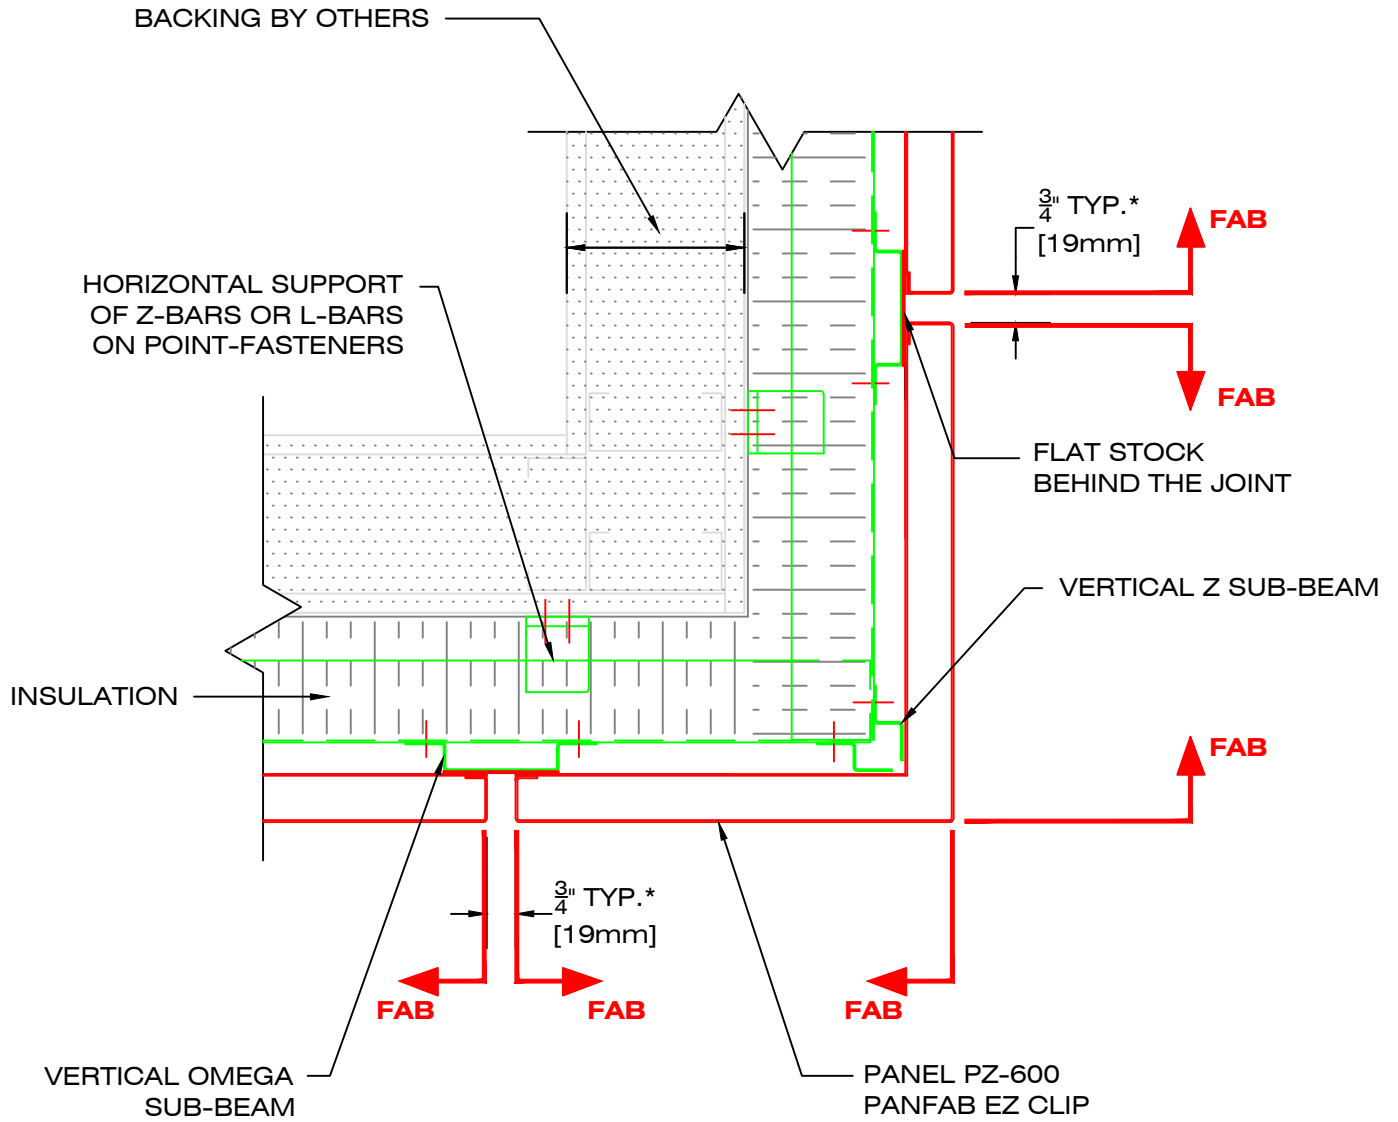 BACKING BY OTHERS
3/4" TYP.*
[19mm]
FAB
HORIZONTAL SUPPORT
OF Z-BARS OR L-BARS
ON POINT-FASTENERS
FAB
FLAT STOCK
BEHIND THE JOINT
VERTICAL Z SUB-BEAM
INSULATION
FAB
3/4" TYP.*
[19mm]
FAB
FAB
FAB
VERTICAL OMEGA
SUB-BEAM
PANEL PZ-600
PANFAB EZ CLIP